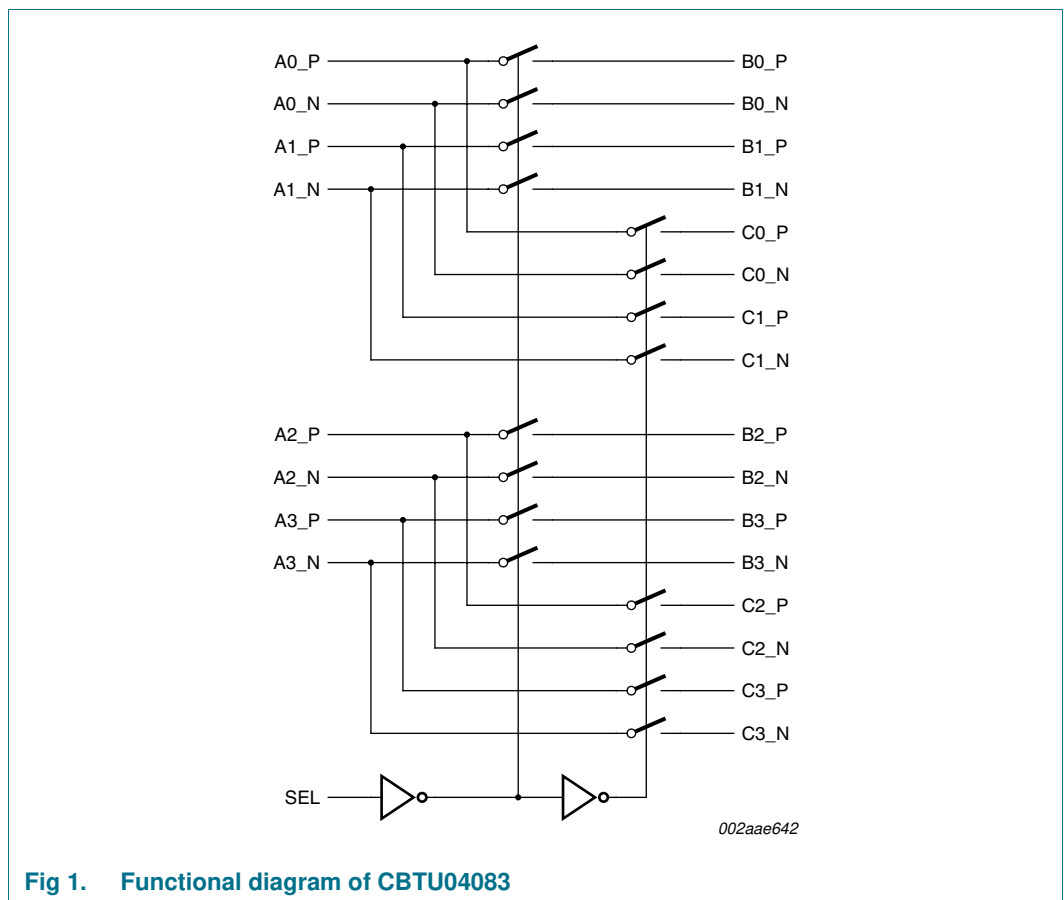 A0_P B0_P
A0_N B0_N
A1_P B1_P
A1_N B1_N
C0_P
C0_N
C1_P
C1_N
A2_P B2_P
A2_N B2_N
A3_P B3_P
A3_N B3_N
C2_P
C2_N
C3_P
C3_N
SEL
002aae642
Fig 1. Functional diagram of CBTU04083